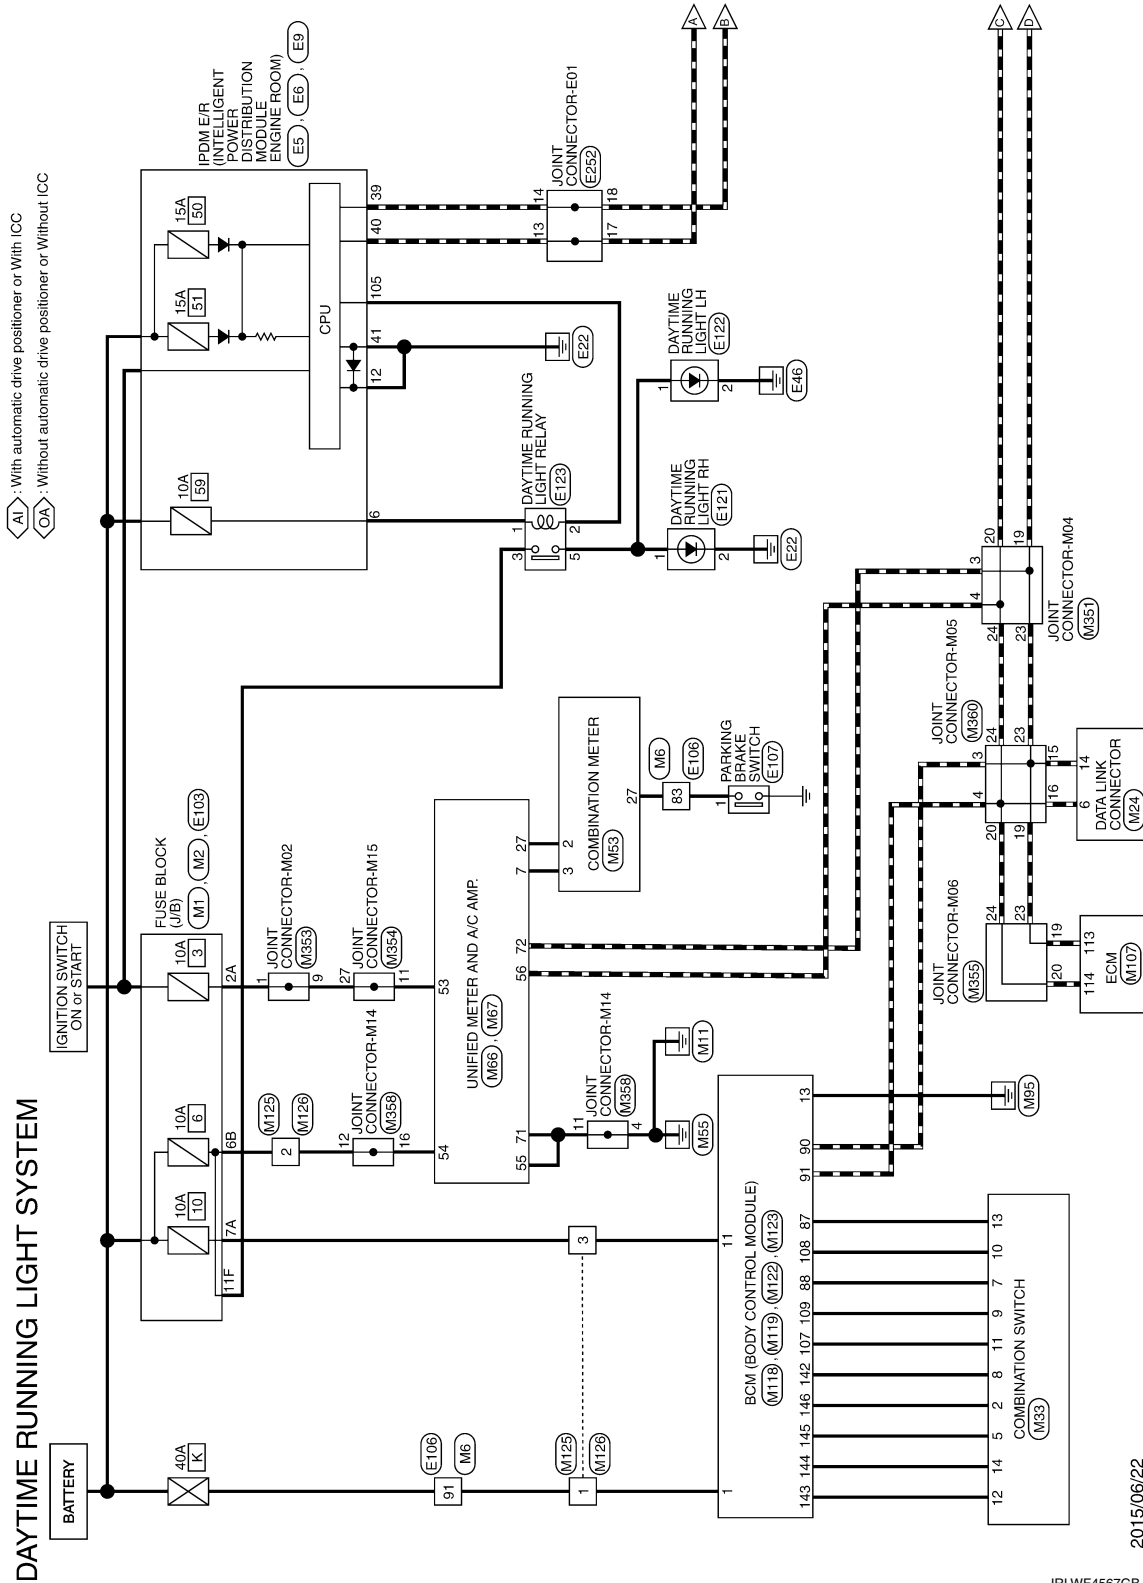 DAYTIME RUNNING LIGHT SYSTEM
AI : With automatic drive positioner or With ICC
OA : Without automatic drive positioner or Without ICC
BATTERY
IGNITION SWITCH
ON or START
40A
K
10A
10
10A
6
10A
3
FUSE BLOCK
(J/B)
M1 , M2 , E103
11F
7A
6B
2A
10A
59
15A
51
15A
50
IPDM E/R
(INTELLIGENT
POWER
DISTRIBUTION
MODULE
ENGINE ROOM)
E5 , E6 , E9
CPU
6
12
41
105
40
39
M125
M126
2
1
JOINT
CONNECTOR-M02
M353
9
12
JOINT
CONNECTOR-M14
M358
16
27
JOINT
CONNECTOR-M15
M354
11
E106
M6
91
54
53
UNIFIED METER AND A/C AMP.
M66 , M67
55
71
56
72
7
27
3
2
COMBINATION METER
M53
27
M6
E106
83
1
PARKING
BRAKE
SWITCH
E107
3
1
DAYTIME RUNNING
LIGHT RELAY
E123
5
2
E22
13
14
JOINT
CONNECTOR-E01
E252
17
18
A
B
1
DAYTIME
RUNNING
LIGHT RH
E121
2
E22
1
DAYTIME
RUNNING
LIGHT LH
E122
2
E46
M125
M126
1
3
11
JOINT
CONNECTOR-M14
M358
4
M55
M11
1
11
BCM (BODY CONTROL MODULE)
M118 , M119 , M122 , M123
143
144
145
146
142
107
109
88
108
87
91
90
13
M95
12
14
5
2
8
11
9
7
10
13
COMBINATION SWITCH
M33
JOINT
CONNECTOR-M06
M355
24
23
20
19
114
113
ECM
M107
JOINT
CONNECTOR-M05
M360
4
3
20
19
24
23
16
15
6
14
DATA LINK
CONNECTOR
M24
4
3
24
23
20
19
JOINT
CONNECTOR-M04
M351
C
D
2015/06/22